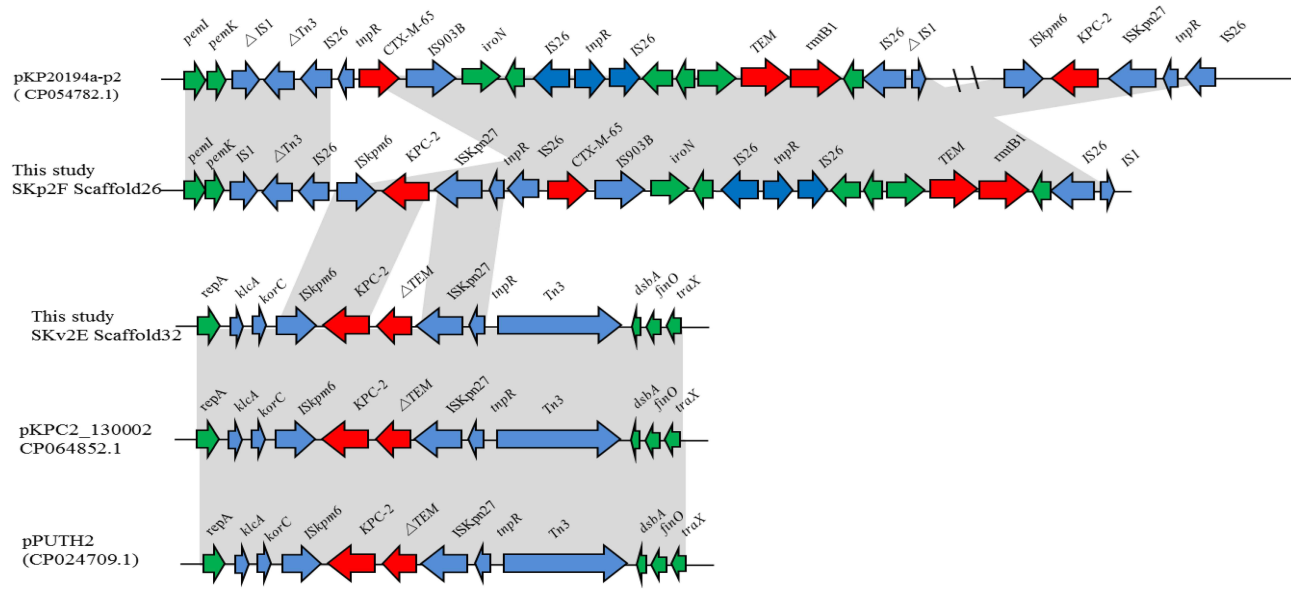 pemI pemK △ IS1 △Tn3 IS26 tnpR CTX-M-65 IS903B iroN IS26 tnpR IS26 TEM rmtB1 IS26 △ IS1 ISkpm6 KPC-2 ISKpn27 tnpR IS26
pKP20194a-p2
( CP054782.1)
pemI pemK IS1 △Tn3 IS26 ISkpm6 KPC-2 ISKpn27 tnpR IS26 CTX-M-65 IS903B iroN IS26 tnpR IS26 TEM rmtB1 IS26 IS1
This study
SKp2F Scaffold26
repA klcA korC ISkpm6 KPC-2 △TEM ISKpn27 tnpR Tn3 dsbA finO traX
This study
SKv2E Scaffold32
repA klcA korC ISkpm6 KPC-2 △TEM ISKpn27 tnpR Tn3 dsbA finO traX
pKPC2_130002
CP064852.1
repA klcA korC ISkpm6 KPC-2 △TEM ISKpn27 tnpR Tn3 dsbA finO traX
pPUTH2
(CP024709.1)